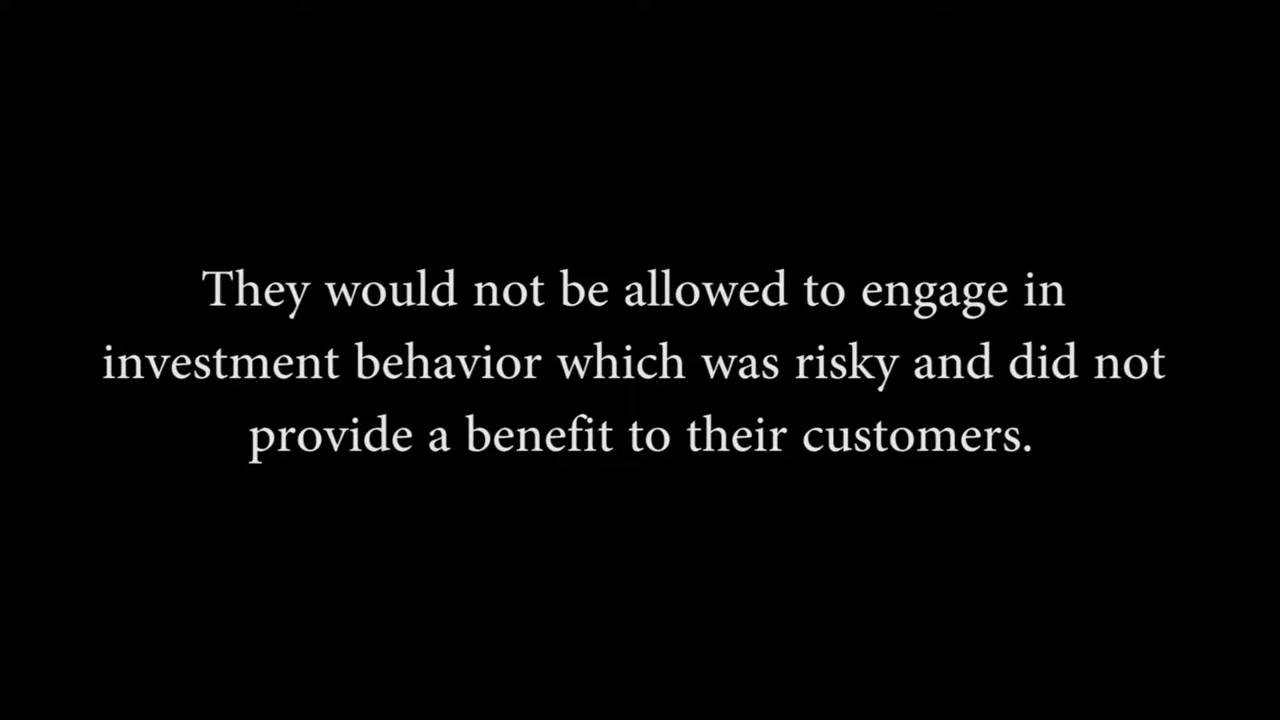 They would not be allowed to engage in
investment behavior which was risky and did not
provide a benefit to their customers.